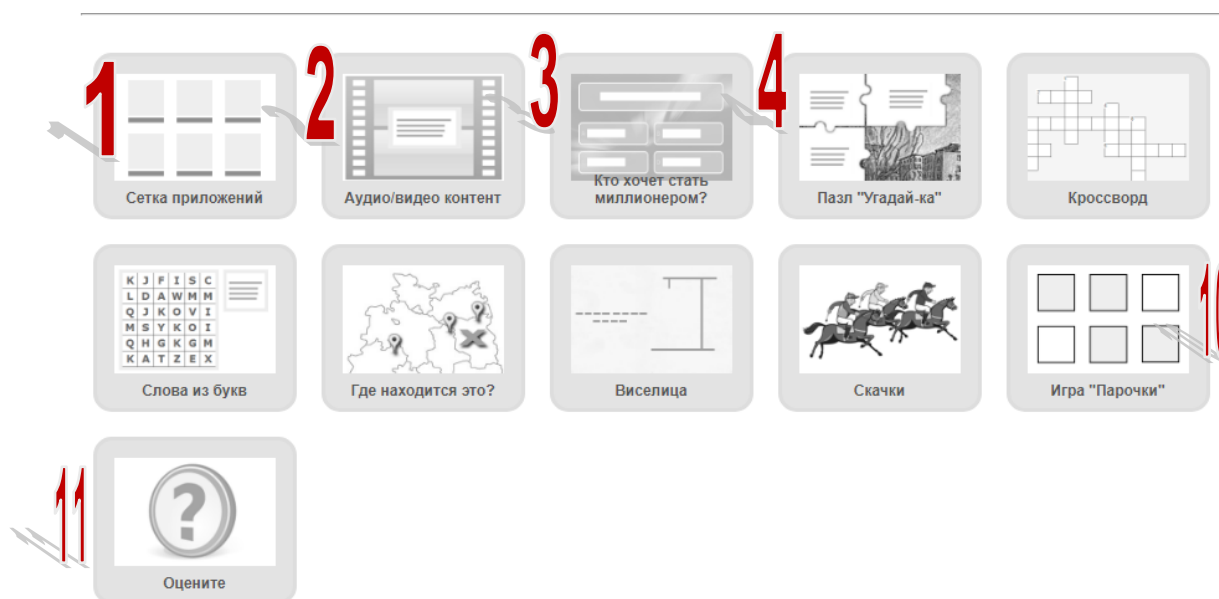 1
2
3
4
Сетка приложений
Аудио/видео контент
Кто хочет стать
миллионером?
Пазл "Угадай-ка"
Кроссворд
K J F I S C
L D A W M M
Q J K O V I
M S Y K O I
Q H G K G M
K A T Z E X
10
Слова из букв
Где находится это?
Виселица
Скачки
Игра "Парочки"
11
?
Оцените